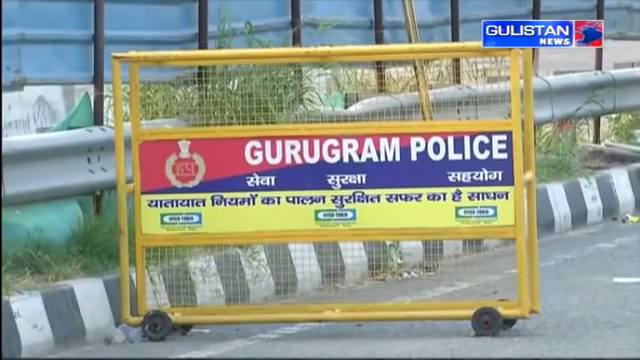 GULISTAN
NEWS
GURUGRAM POLICE
सेवा सुरक्षा सहयोग
यातायात नियमों का पालन सुरक्षित सफर का है साधन